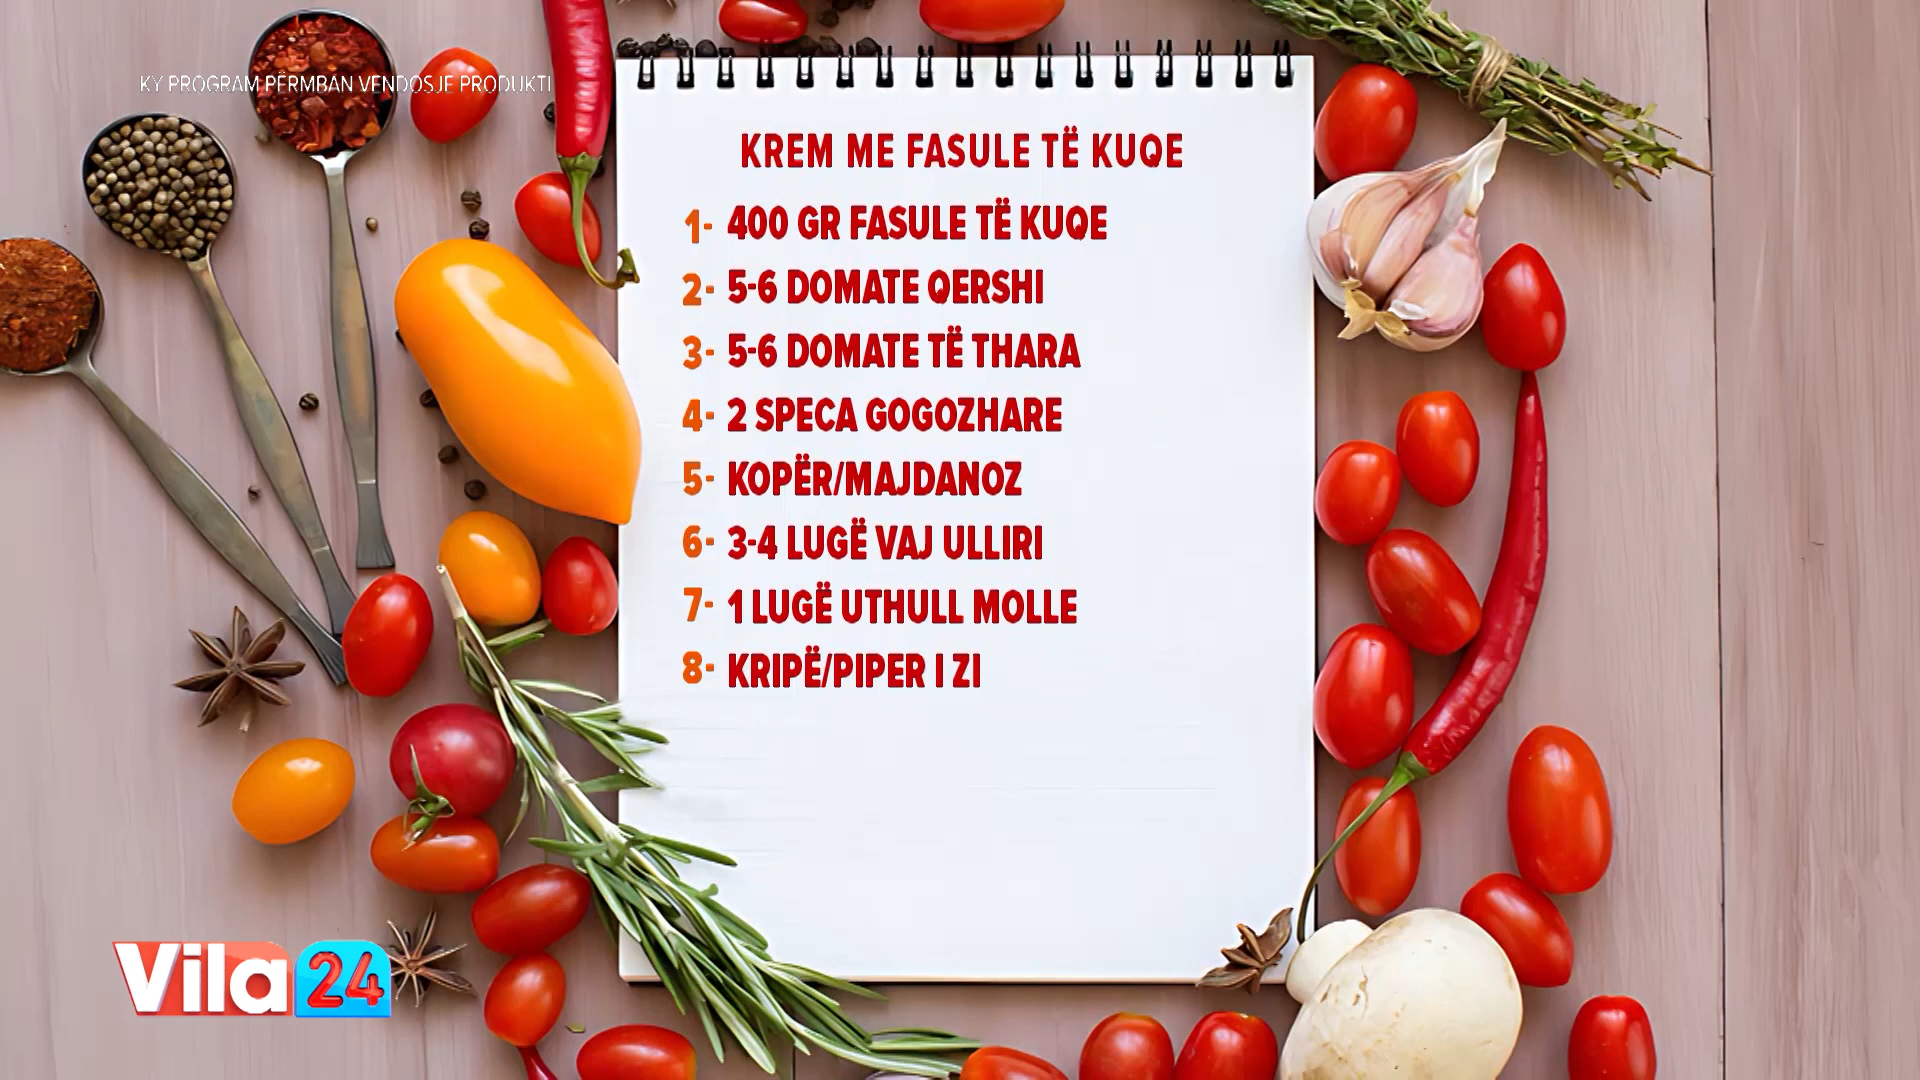 KY PROGRAM PËRMBAN VENDOSJE PRODUKTI
KREM ME FASULE TË KUQE
1- 400 GR FASULE TË KUQE
2- 5-6 DOMATE QERSHI
3- 5-6 DOMATE TË THARA
4- 2 SPECA GOGOZHARE
5- KOPËR/MAJDANOZ
6- 3-4 LUGË VAJ ULLIRI
7- 1 LUGË UTHULL MOLLE
8- KRIPË/PIPER I ZI
Vila 24